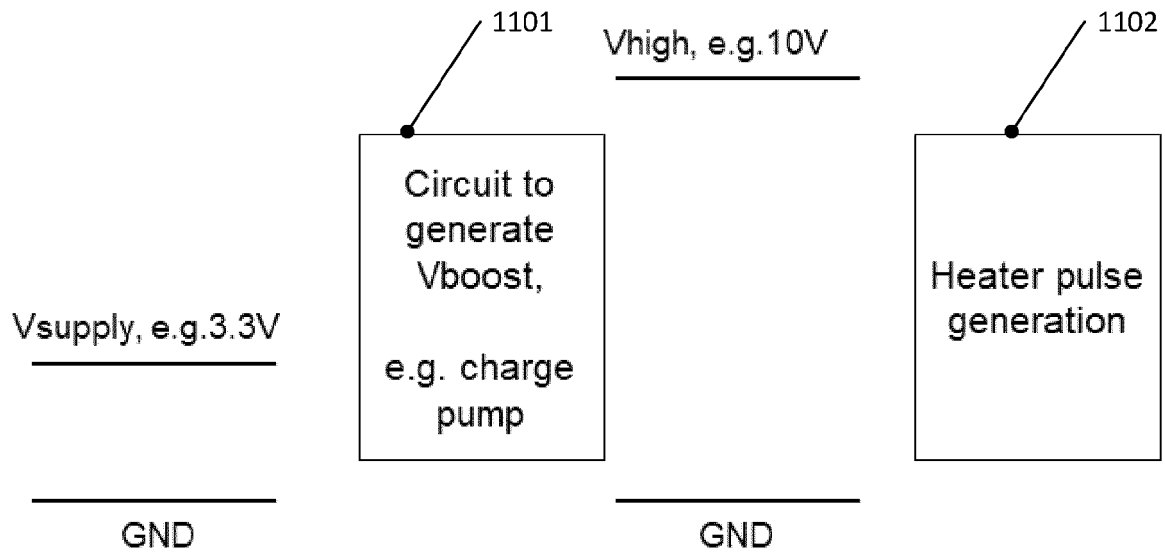 1101
Vhigh, e.g.10V
1102
Circuit to
generate
Vboost,
e.g. charge
pump
Heater pulse
generation
Vsupply, e.g.3.3V
GND
GND